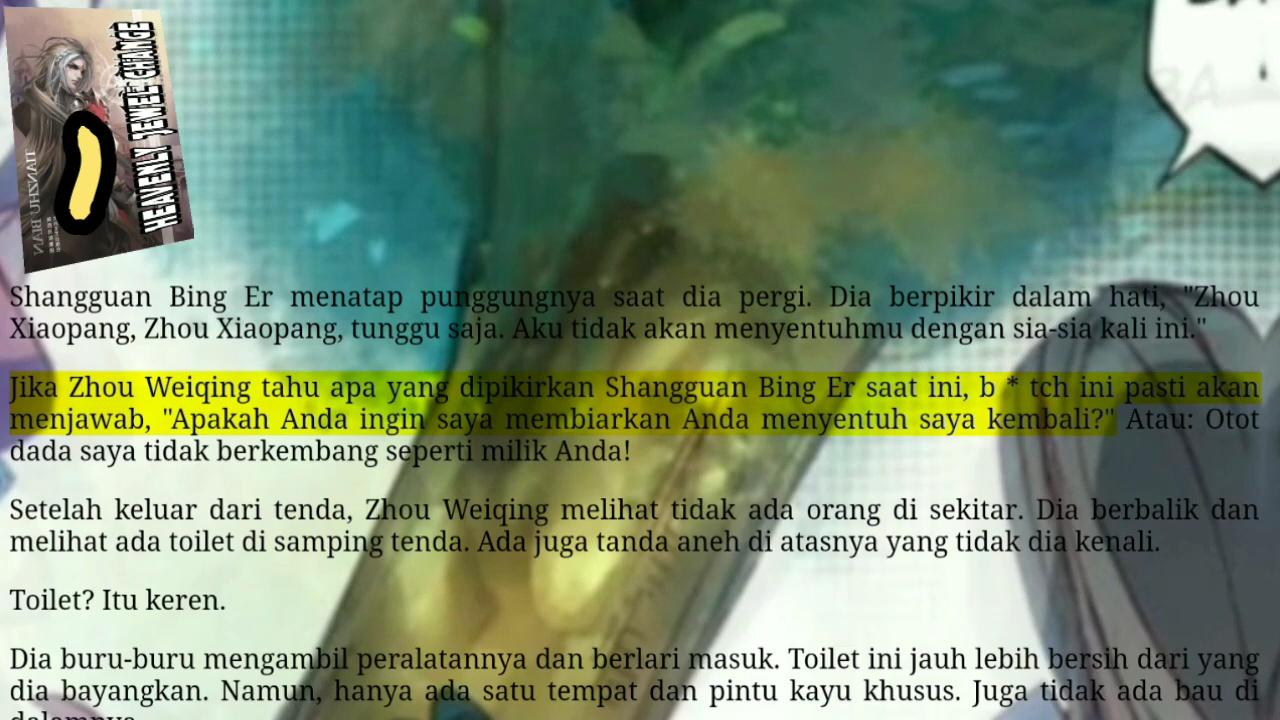 HEAVENLY JEWEL CHANGE
TIANZHU BIAN
Shangguan Bing Er menatap punggungnya saat dia pergi. Dia berpikir dalam hati, "Zhou
Xiaopang, Zhou Xiaopang, tunggu saja. Aku tidak akan menyentuhmu dengan sia-sia kali ini."
Jika Zhou Weiqing tahu apa yang dipikirkan Shangguan Bing Er saat ini, b * tch ini pasti akan
menjawab, "Apakah Anda ingin saya membiarkan Anda menyentuh saya kembali?" Atau: Otot
dada saya tidak berkembang seperti milik Anda!
Setelah keluar dari tenda, Zhou Weiqing melihat tidak ada orang di sekitar. Dia berbalik dan
melihat ada toilet di samping tenda. Ada juga tanda aneh di atasnya yang tidak dia kenali.
Toilet? Itu keren.
Dia buru-buru mengambil peralatannya dan berlari masuk. Toilet ini jauh lebih bersih dari yang
dia bayangkan. Namun, hanya ada satu tempat dan pintu kayu khusus. Juga tidak ada bau di